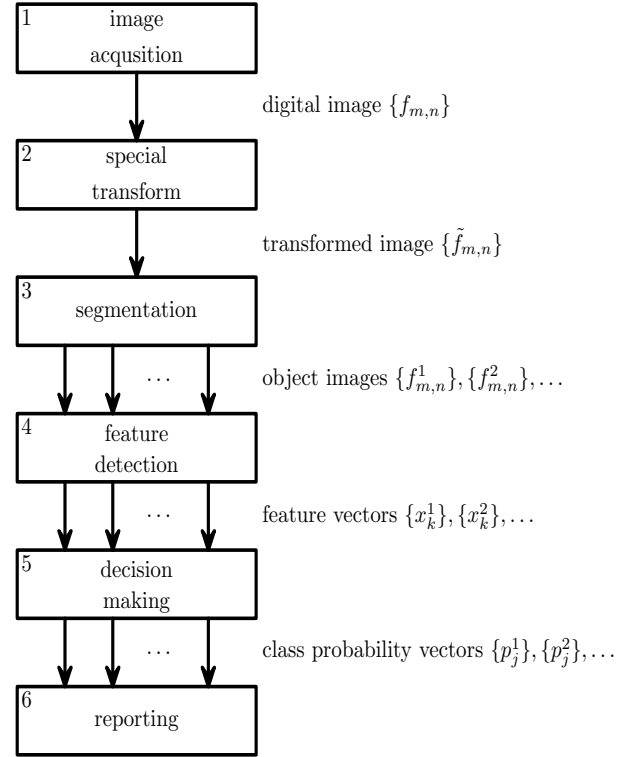 1
image
acqusition
digital image {f_{m,n}}
2
special
transform
transformed image {f̃_{m,n}}
3
segmentation
...
object images {f^1_{m,n}}, {f^2_{m,n}}, ...
4
feature
detection
...
feature vectors {x^1_k}, {x^2_k}, ...
5
decision
making
...
class probability vectors {p^1_j}, {p^2_j}, ...
6
reporting